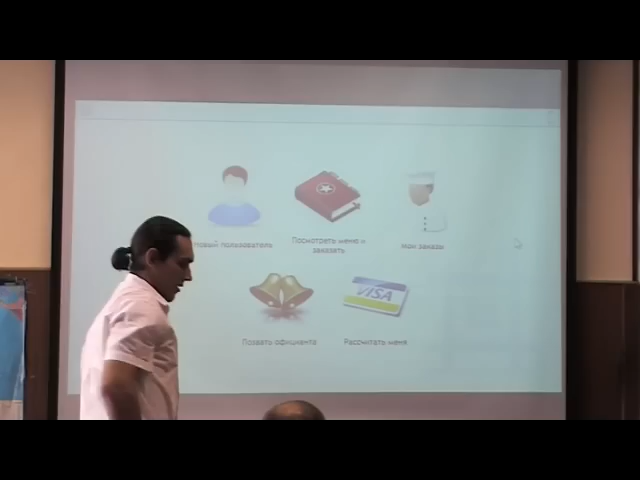 Новый пользователь
Посмотреть меню и
заказать
Мои заказы
VISA
Позвать официанта
Рассчитать меня